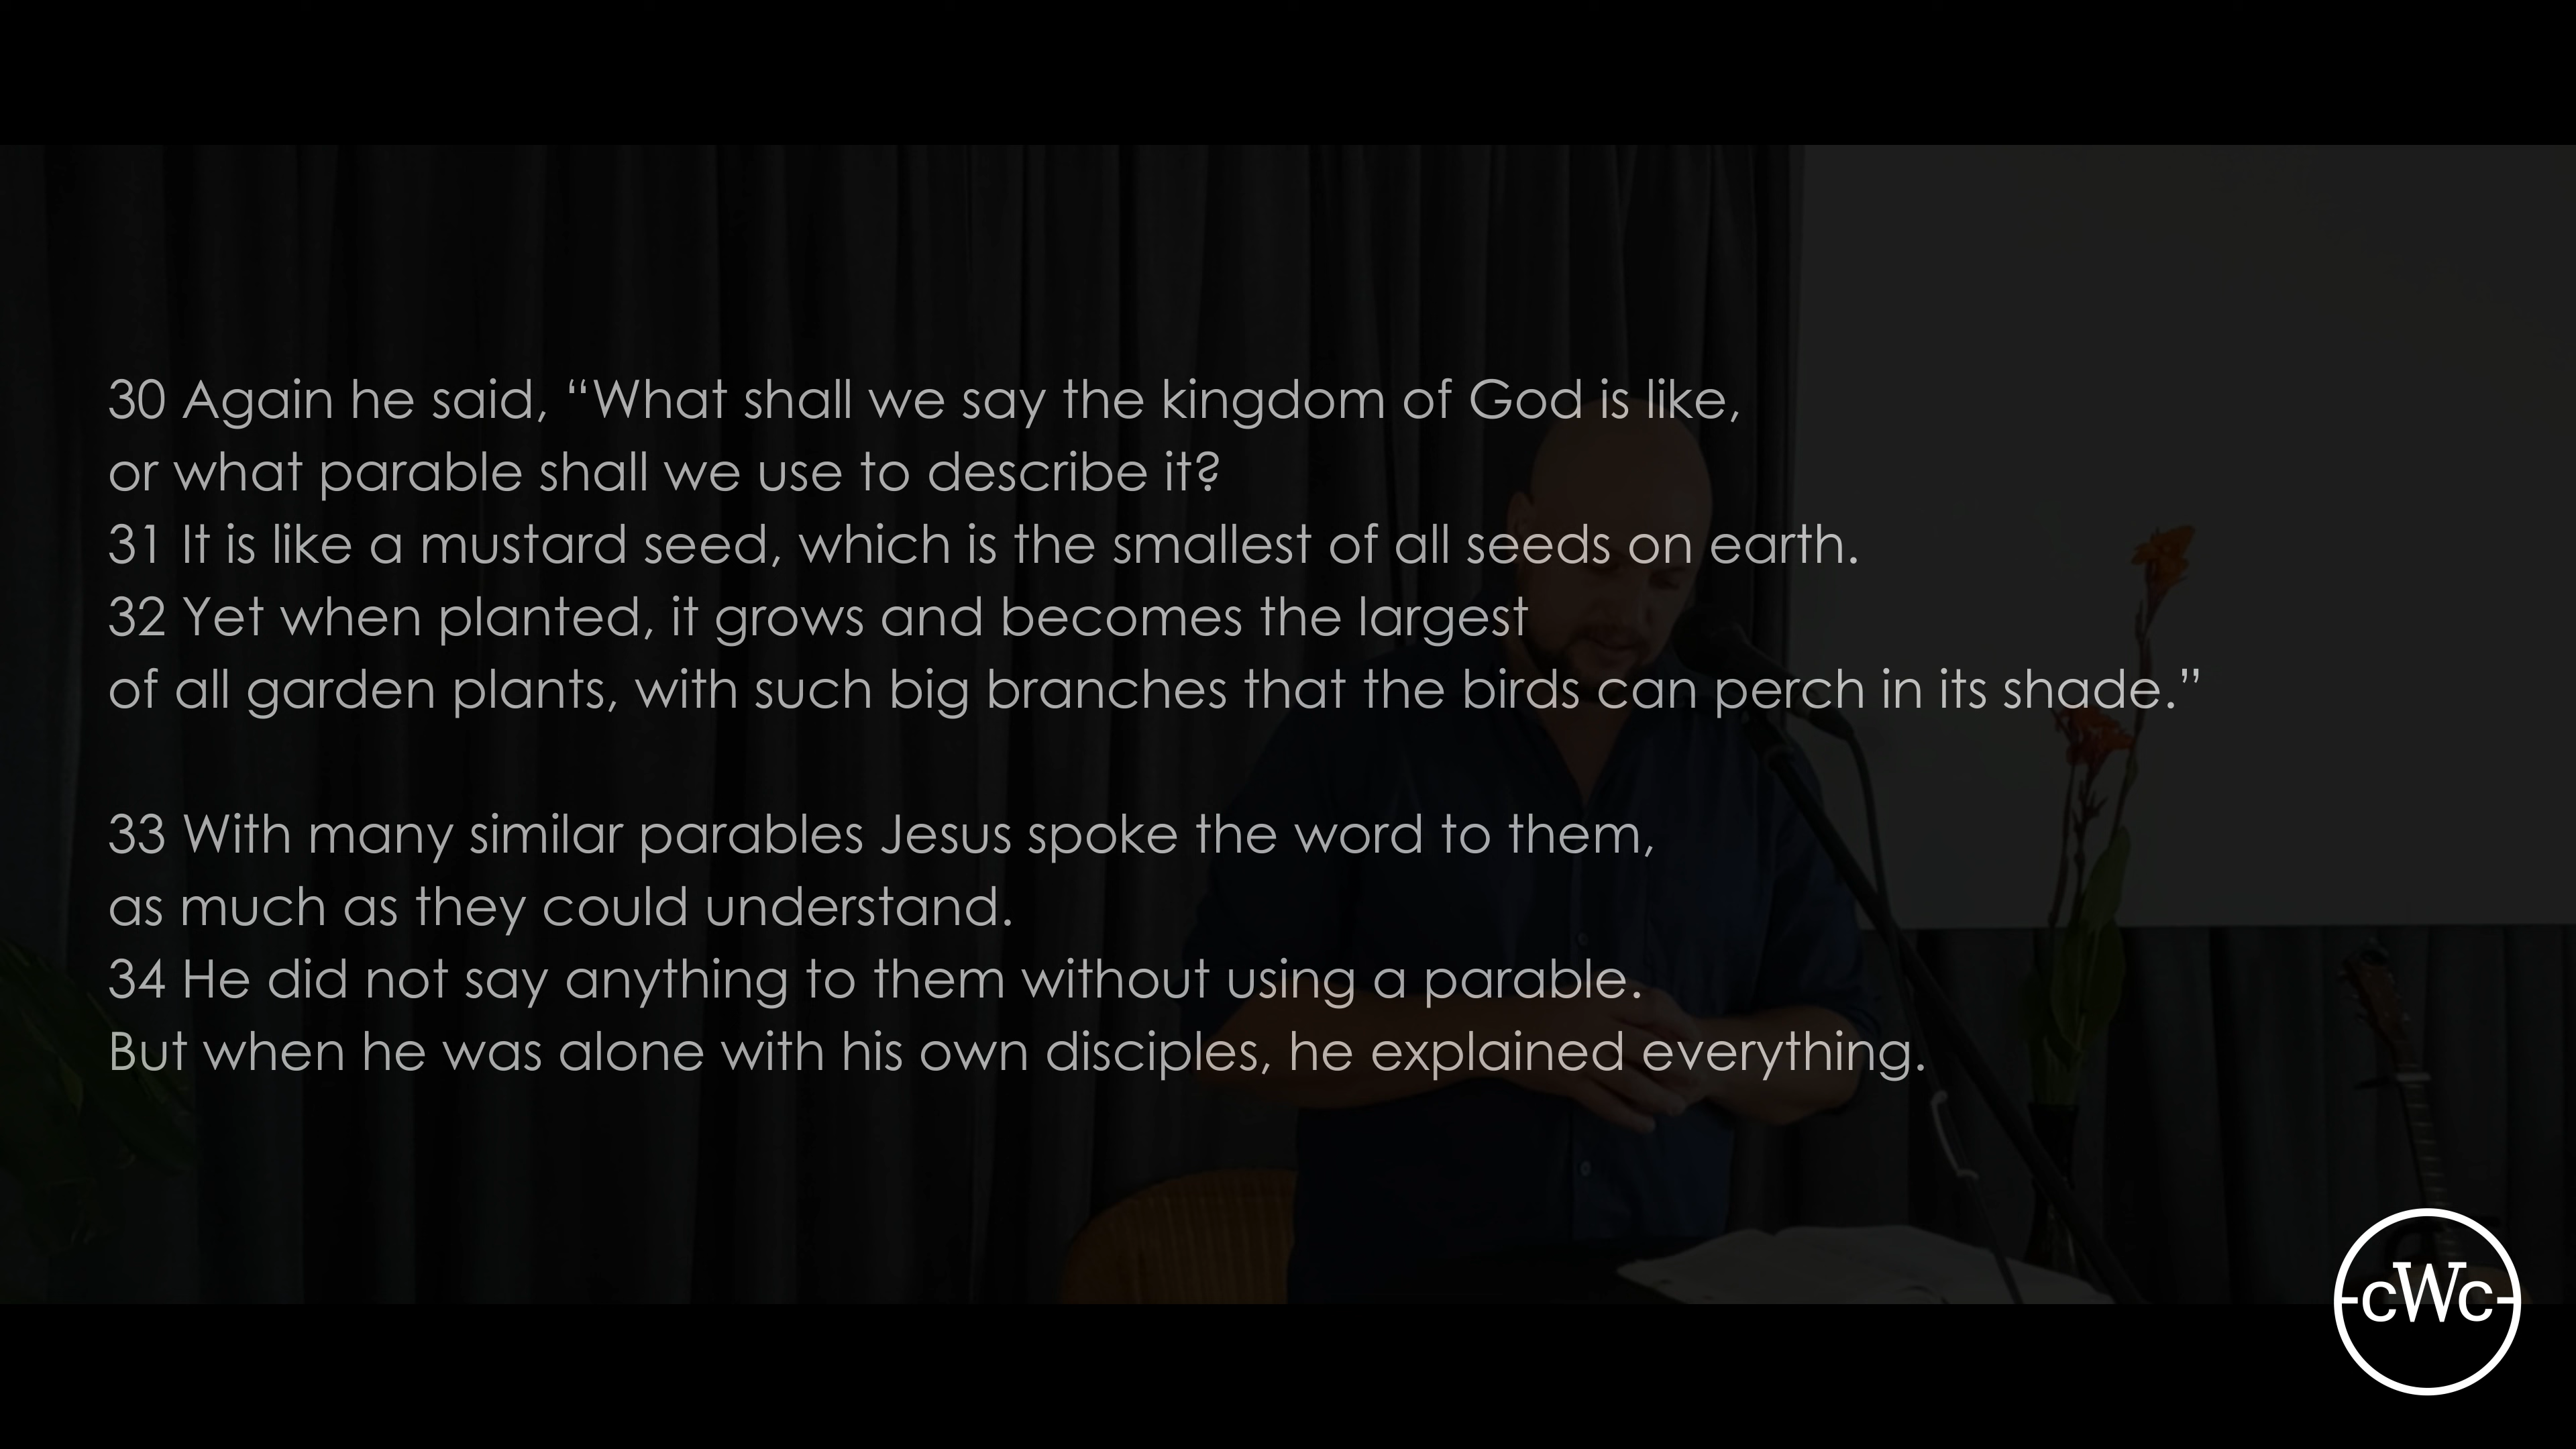 30 Again he said, “What shall we say the kingdom of God is like,
or what parable shall we use to describe it?
31 It is like a mustard seed, which is the smallest of all seeds on earth.
32 Yet when planted, it grows and becomes the largest
of all garden plants, with such big branches that the birds can perch in its shade.”
33 With many similar parables Jesus spoke the word to them,
as much as they could understand.
34 He did not say anything to them without using a parable.
But when he was alone with his own disciples, he explained everything.
cWc